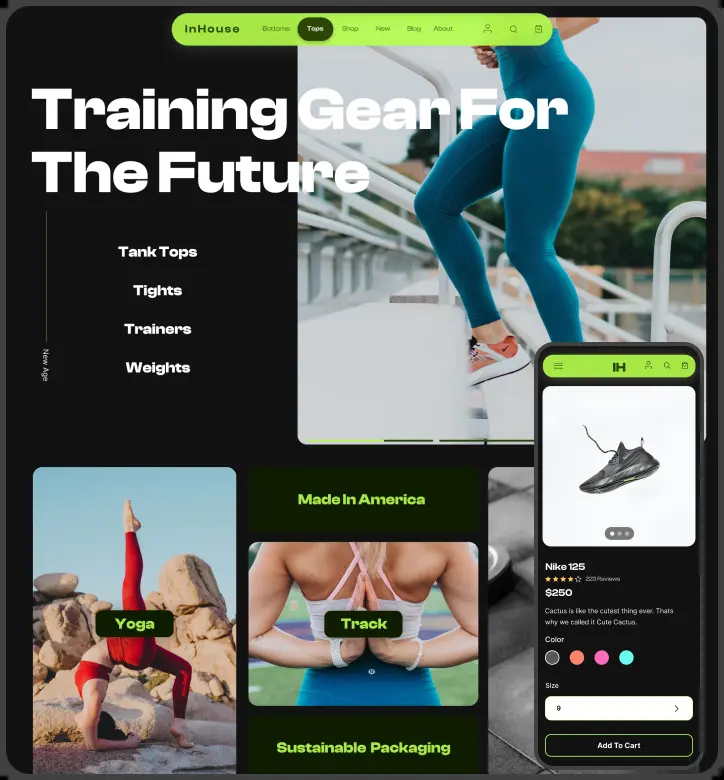 InHouse
Bottoms
Tops
Shop
New
Blog
About
Training Gear For
The Future
Tank Tops
Tights
Trainers
Weights
New Age
Made In America
Yoga
Track
Sustainable Packaging
IH
Nike 125
223 Reviews
$250
Cactus is like the cutest thing ever. Thats
why we called it Cute Cactus.
Color
Size
9
Add To Cart